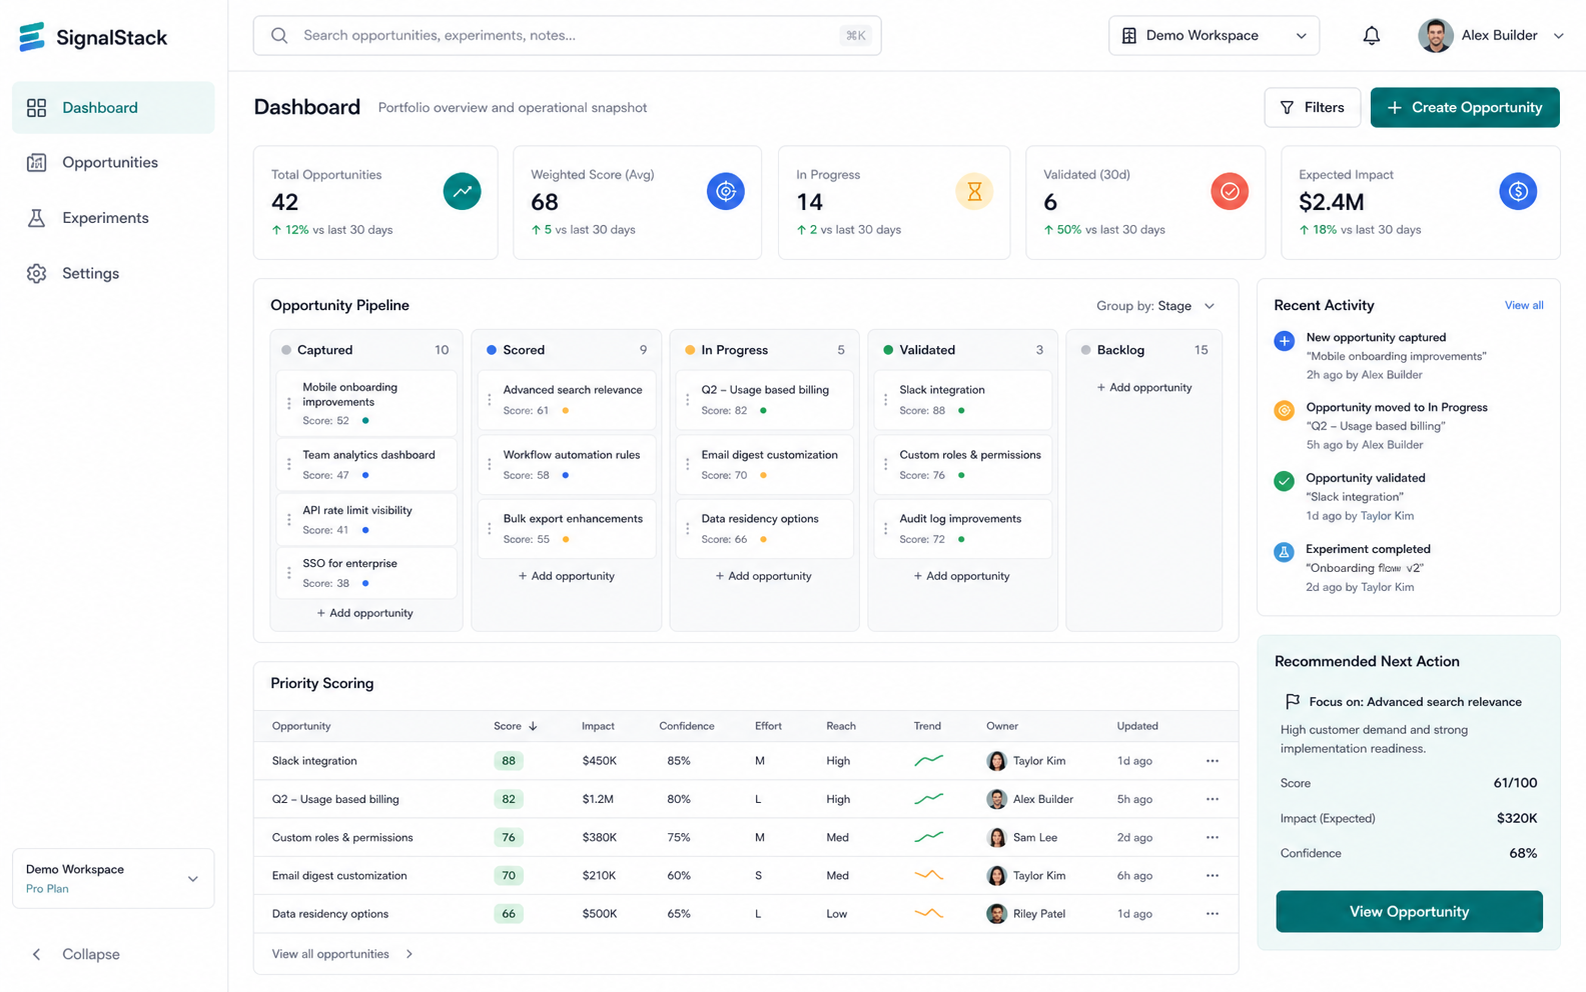 SignalStack
Search opportunities, experiments, notes...
⌘K
Demo Workspace
Alex Builder
Dashboard
Opportunities
Experiments
Settings
Demo Workspace
Pro Plan
Collapse
Dashboard
Portfolio overview and operational snapshot
Filters
+ Create Opportunity
Total Opportunities
42
↑ 12% vs last 30 days
Weighted Score (Avg)
68
↑ 5 vs last 30 days
In Progress
14
↑ 2 vs last 30 days
Validated (30d)
6
↑ 50% vs last 30 days
Expected Impact
$2.4M
↑ 18% vs last 30 days
Opportunity Pipeline
Group by: Stage
Captured 10
Mobile onboarding
improvements
Score: 52
Team analytics dashboard
Score: 47
API rate limit visibility
Score: 41
SSO for enterprise
Score: 38
+ Add opportunity
Scored 9
Advanced search relevance
Score: 61
Workflow automation rules
Score: 58
Bulk export enhancements
Score: 55
+ Add opportunity
In Progress 5
Q2 – Usage based billing
Score: 82
Email digest customization
Score: 70
Data residency options
Score: 66
+ Add opportunity
Validated 3
Slack integration
Score: 88
Custom roles & permissions
Score: 76
Audit log improvements
Score: 72
+ Add opportunity
Backlog 15
+ Add opportunity
Recent Activity
View all
New opportunity captured
“Mobile onboarding improvements”
2h ago by Alex Builder
Opportunity moved to In Progress
“Q2 – Usage based billing”
5h ago by Alex Builder
Opportunity validated
“Slack integration”
1d ago by Taylor Kim
Experiment completed
“Onboarding v2”
2d ago by Taylor Kim
Priority Scoring
Opportunity Score ↓ Impact Confidence Effort Reach Trend Owner Updated
Slack integration 88 $450K 85% M High Taylor Kim 1d ago ...
Q2 – Usage based billing 82 $1.2M 80% L High Alex Builder 5h ago ...
Custom roles & permissions 76 $380K 75% M Med Sam Lee 2d ago ...
Email digest customization 70 $210K 60% S Med Taylor Kim 6h ago ...
Data residency options 66 $500K 65% L Low Riley Patel 1d ago ...
View all opportunities
Recommended Next Action
Focus on: Advanced search relevance
High customer demand and strong
implementation readiness.
Score 61/100
Impact (Expected) $320K
Confidence 68%
View Opportunity